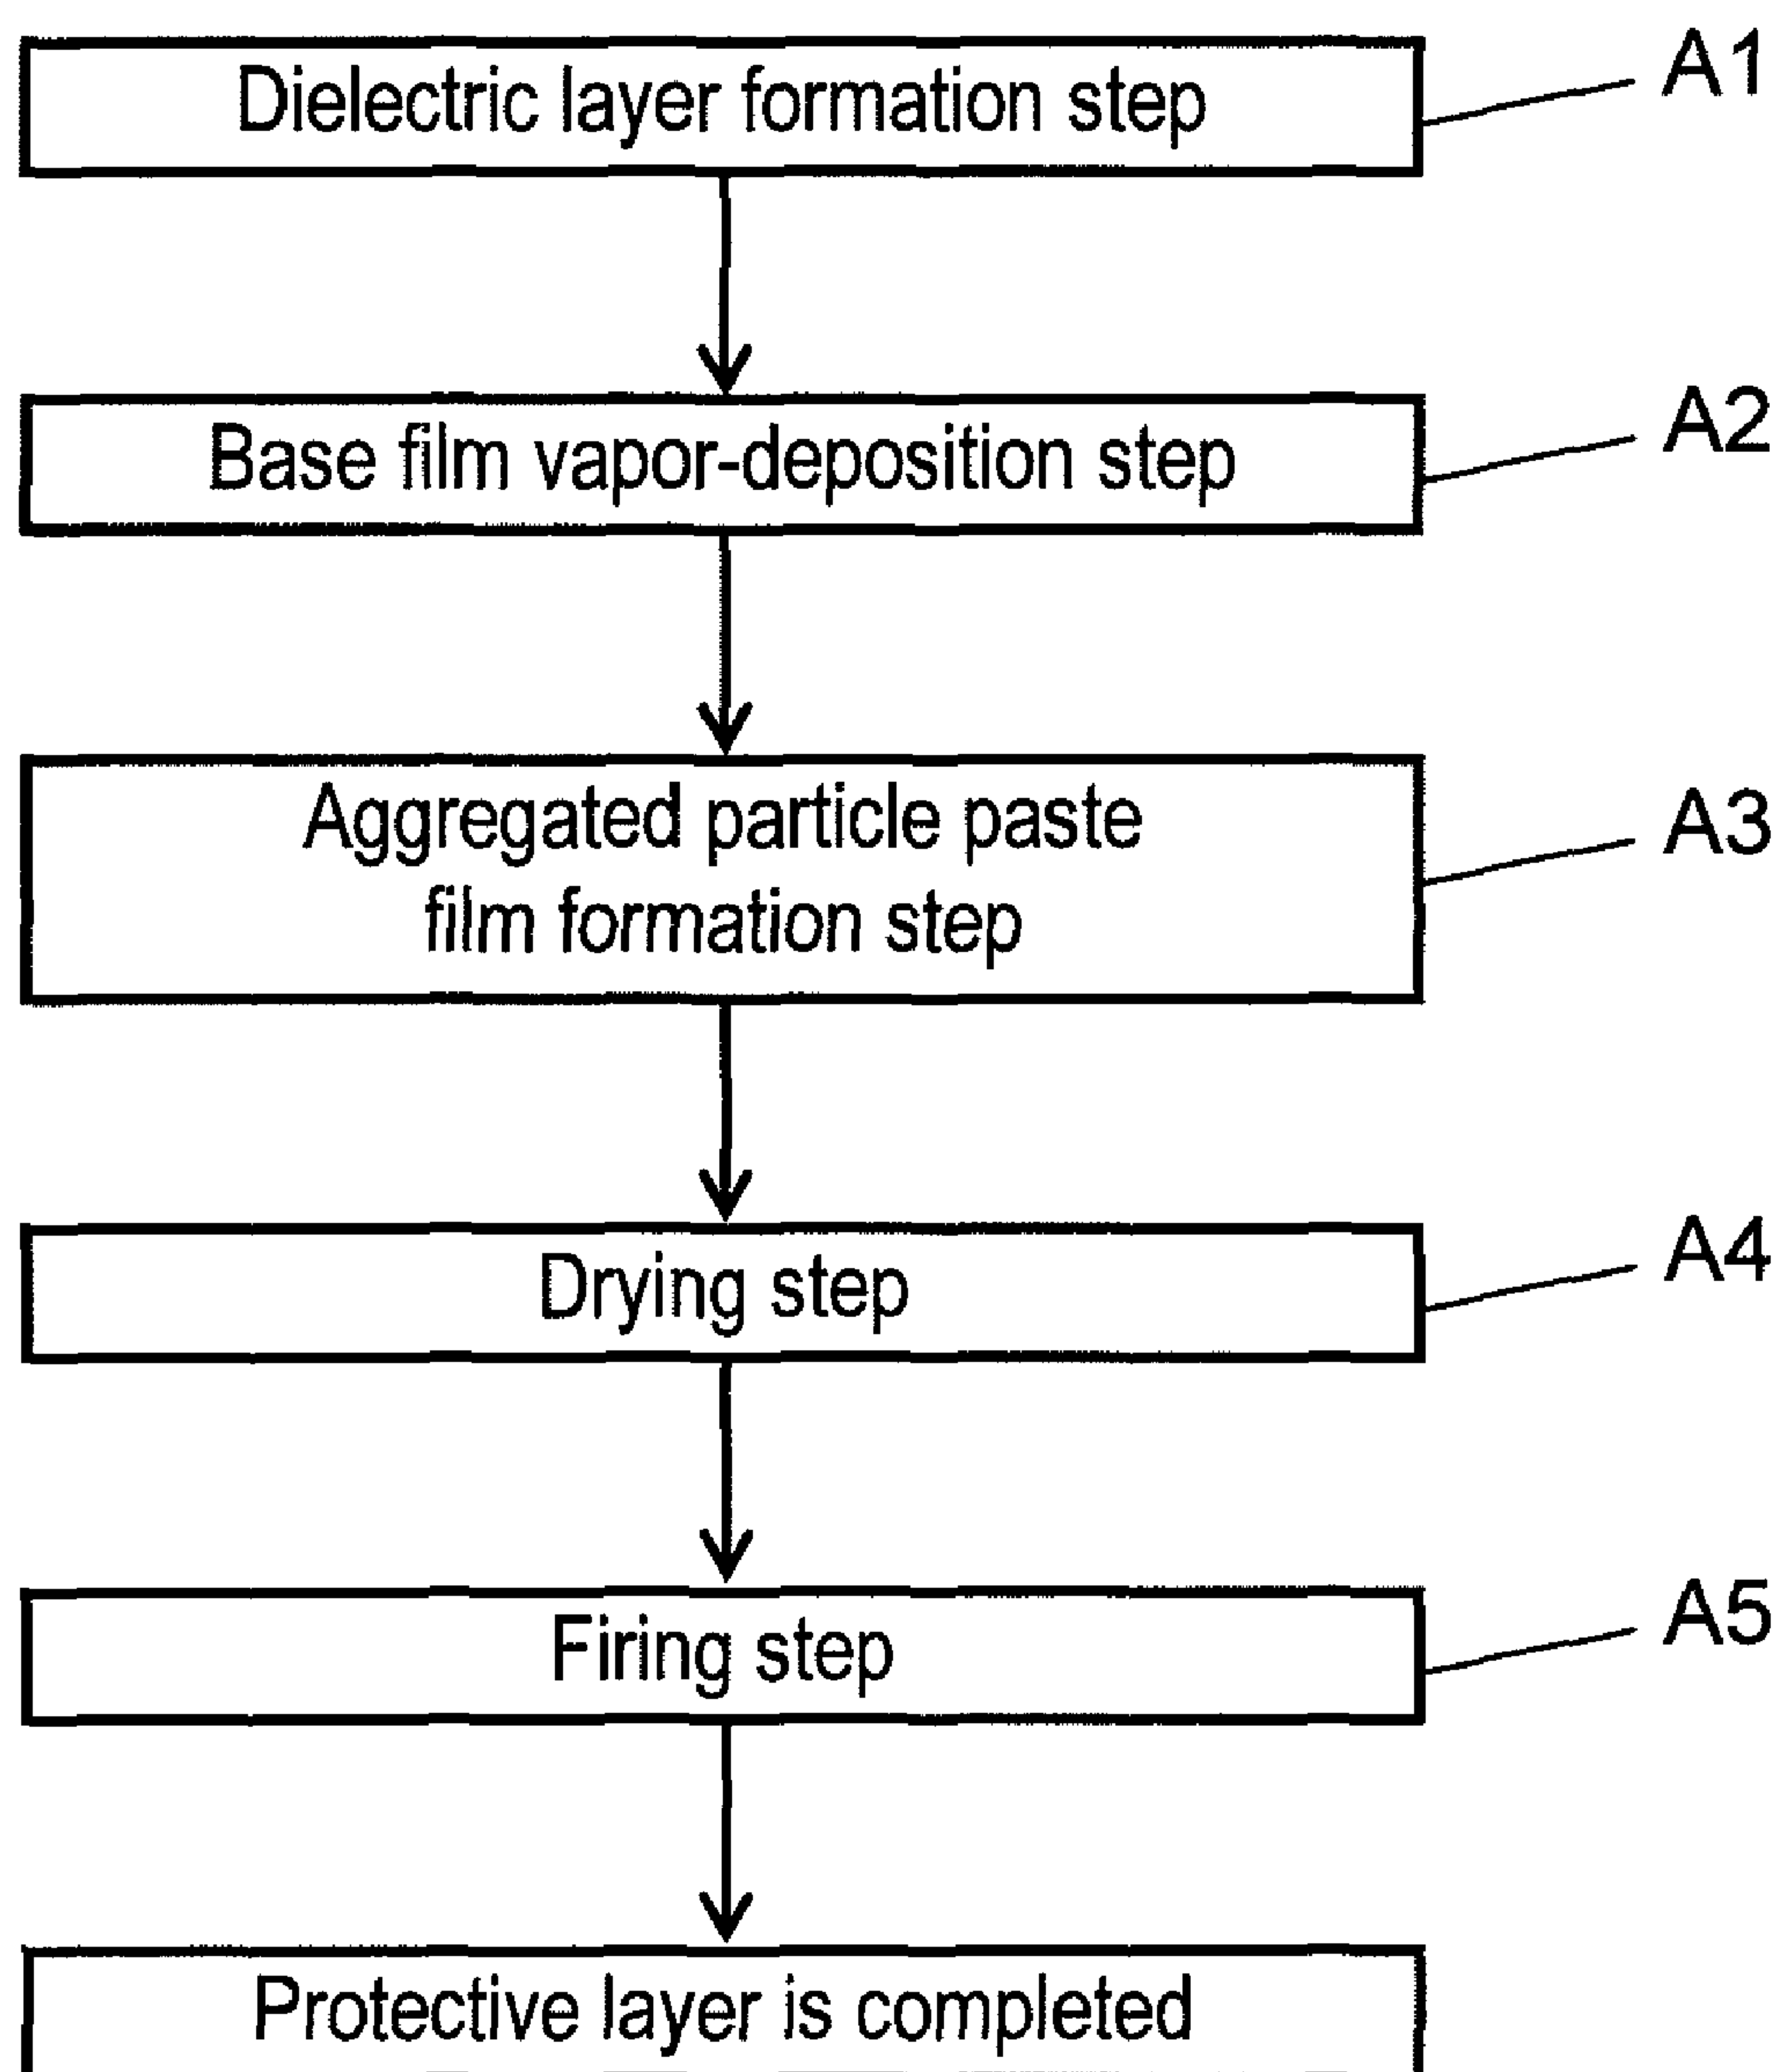 Dielectric layer formation step
A1
Base film vapor-deposition step
A2
Aggregated particle paste
film formation step
A3
Drying step
A4
Firing step
A5
Protective layer is completed